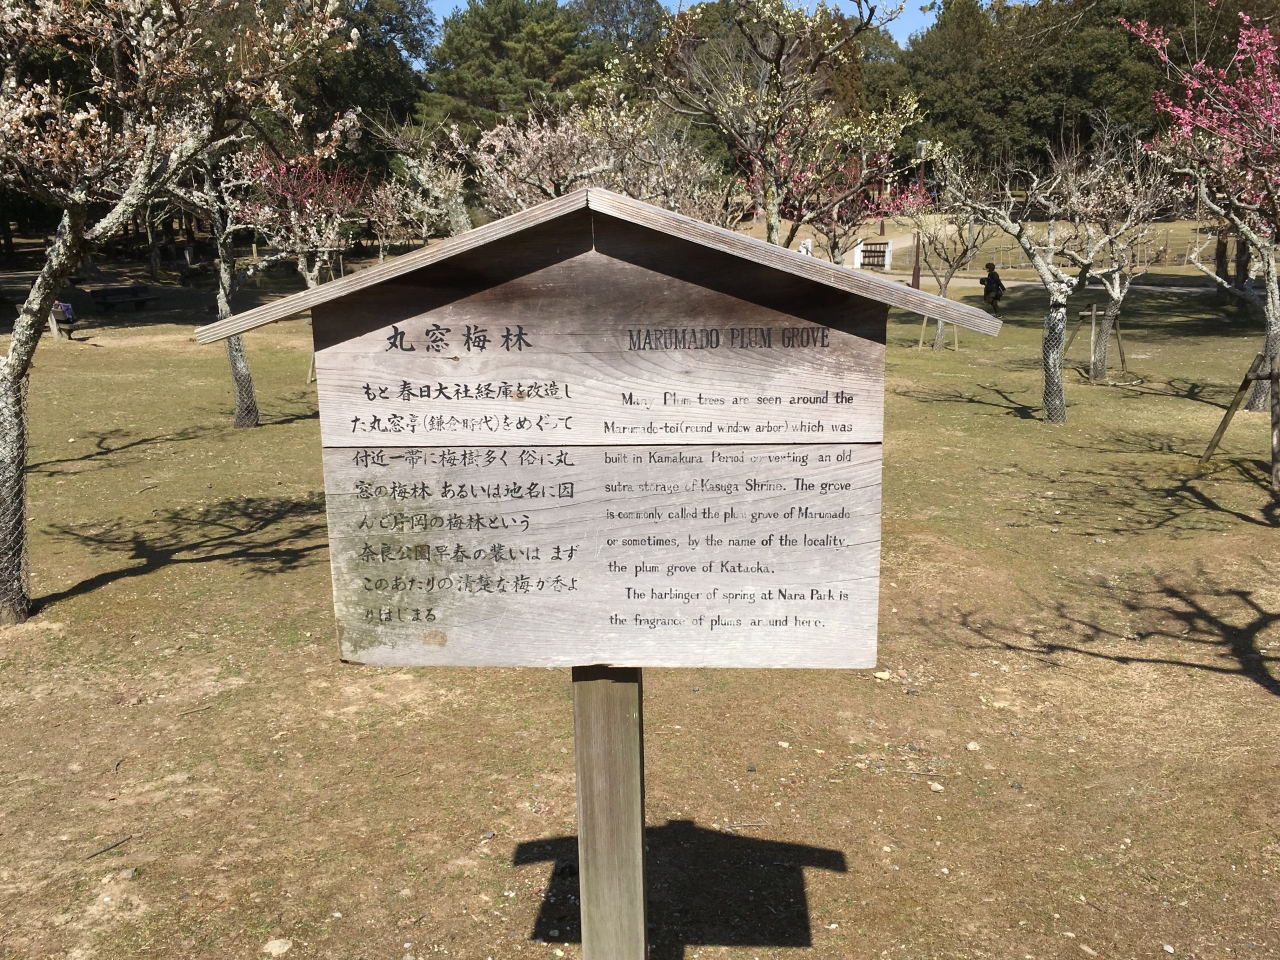 丸窓梅林
もと春日大社経庫を改造し
た丸窓亭(鎌倉時代)をめぐって
付近一帯に梅樹多く俗に丸
窓の梅林あるいは地名に因
んで片岡の梅林という
奈良公園早春の装いは まず
このあたりの清楚な梅が香よ
りはじまる
MARUMADO PLUM GROVE
Many Plum trees are seen around the
Marumado-tei(round window arbor) which was
built in Kamakura Period converting an old
sutra storage of Kasuga Shrine. The grove
is commonly called the plum grove of Marumado
or sometimes, by the name of the locality,
the plum grove of Kataoka.
The harbinger of spring at Nara Park is
the fragrance of plums around here.